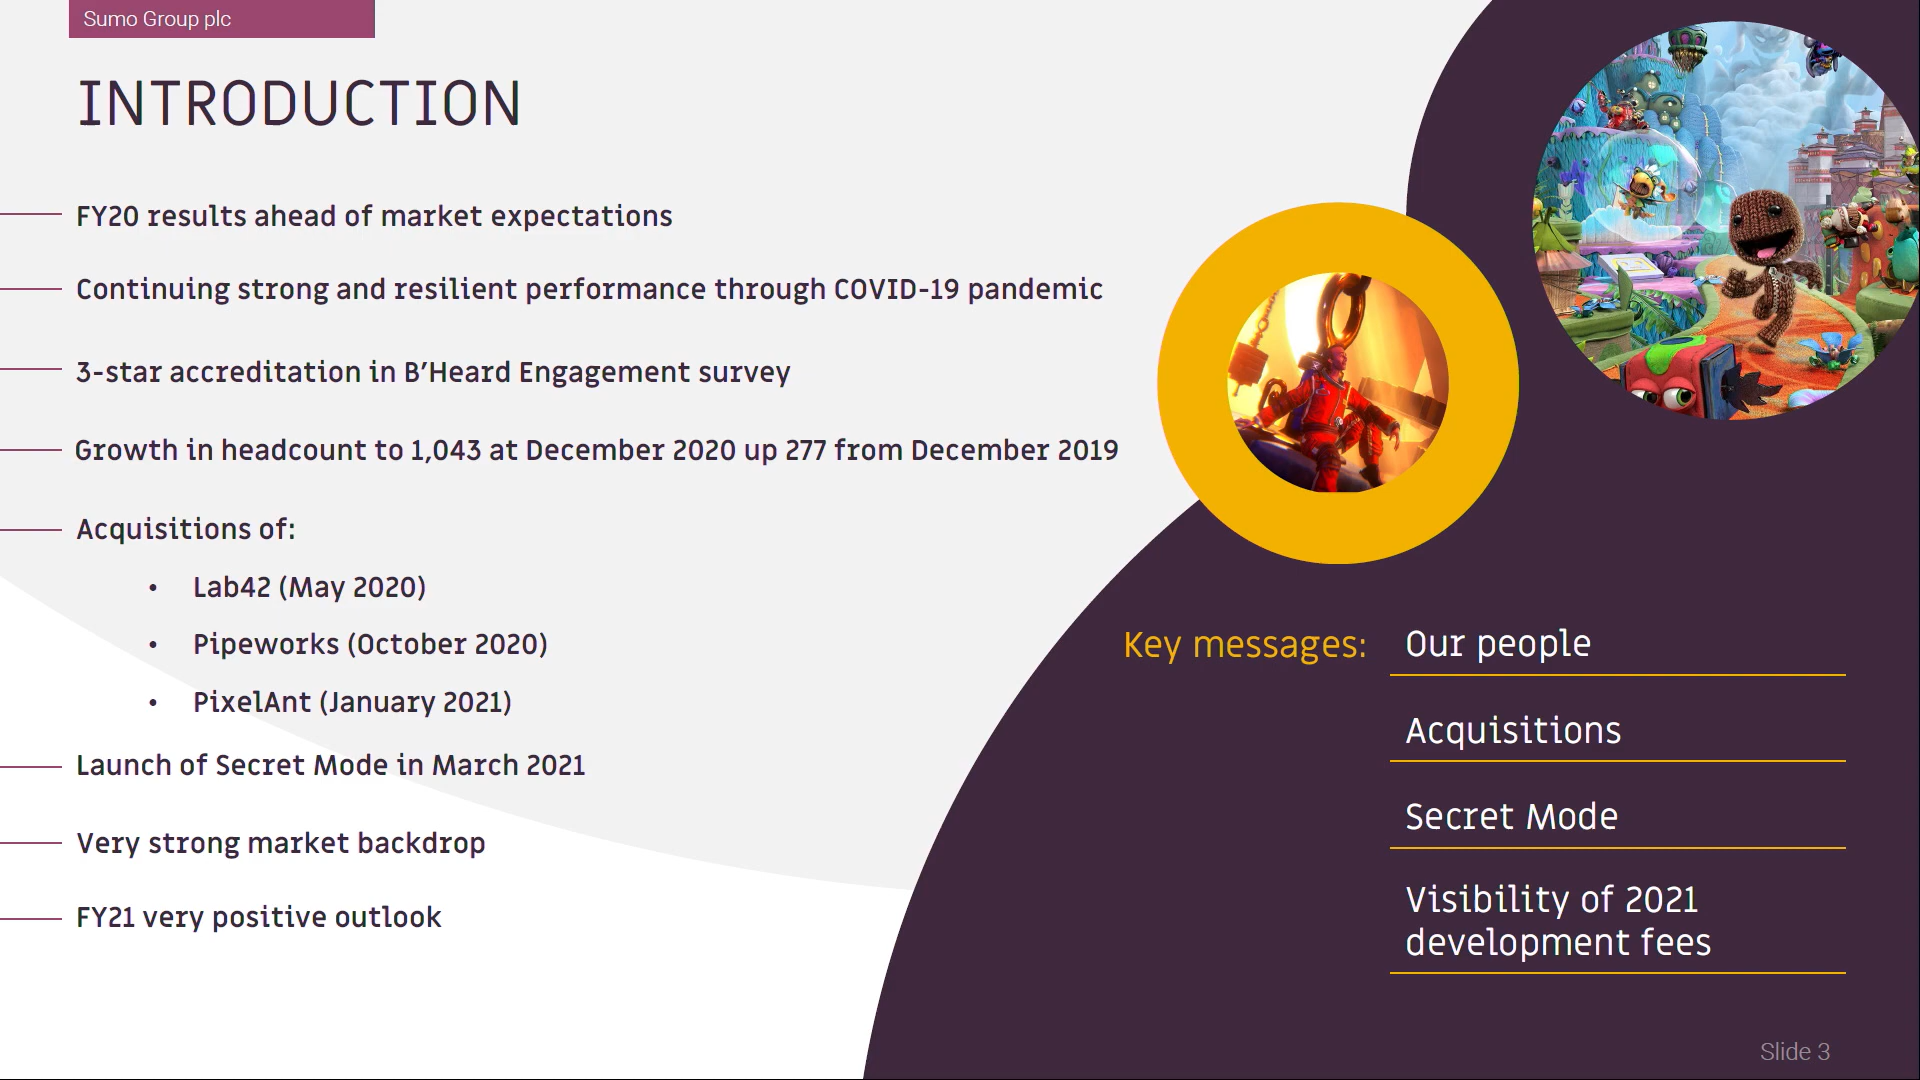 Sumo Group plc
INTRODUCTION
FY20 results ahead of market expectations
Continuing strong and resilient performance through COVID-19 pandemic
3-star accreditation in B’Heard Engagement survey
Growth in headcount to 1,043 at December 2020 up 277 from December 2019
Acquisitions of:
• Lab42 (May 2020)
• Pipeworks (October 2020)
• PixelAnt (January 2021)
Launch of Secret Mode in March 2021
Very strong market backdrop
FY21 very positive outlook
Key messages:
Our people
Acquisitions
Secret Mode
Visibility of 2021
development fees
Slide 3